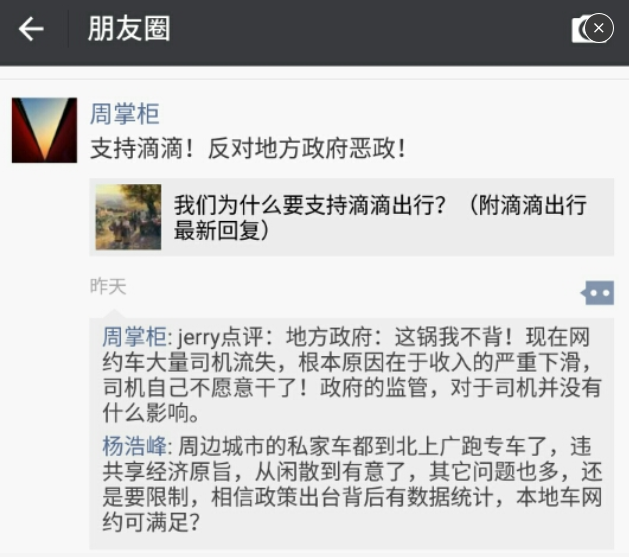 朋友圈
周掌柜
支持滴滴！反对地方政府恶政！
我们为什么要支持滴滴出行？（附滴滴出行
最新回复）
昨天
周掌柜: jerry点评：地方政府：这锅我不背！现在网
约车大量司机流失，根本原因在于收入的严重下滑，
司机自己不愿意干了！政府的监管，对于司机并没有
什么影响。
杨浩峰: 周边城市的私家车都到北上广跑专车了，违
共享经济原旨，从闲散到有意了，其它问题也多，还
是要限制，相信政策出台背后有数据统计，本地车网
约可满足？